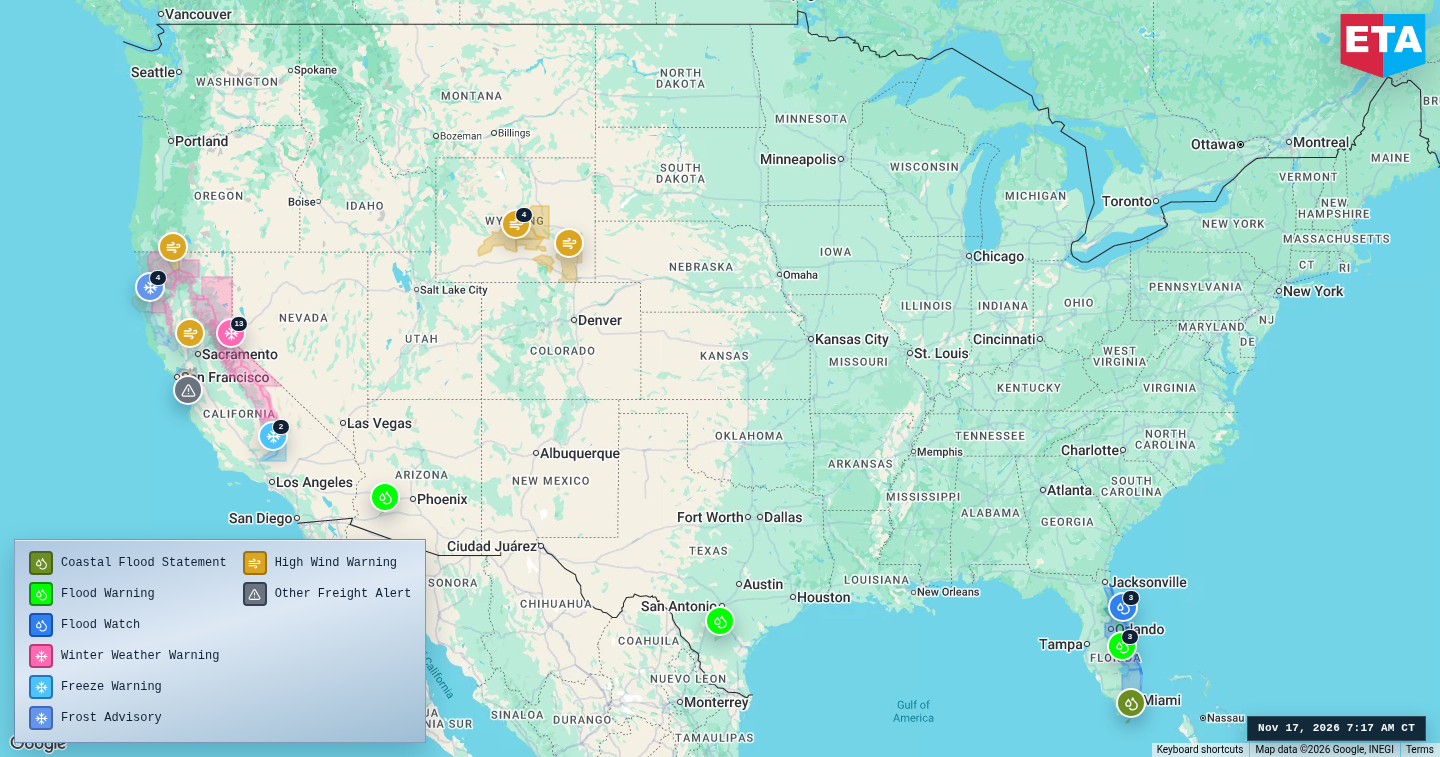 Vancouver
ETA
Seattle
Spokane
WASHINGTON
NORTH
DAKOTA
MONTANA
Bozeman
Billings
MINNESOTA
Portland
Ottawa
Montreal
MAINE
Minneapolis
WISCONSIN
SOUTH
DAKOTA
VERMONT
OREGON
Boise
IDAHO
MICHIGAN
Toronto
NEW
HAMPSHIRE
4
NEW YORK
MASSACHUSETTS
IOWA
Chicago
CT
RI
NEBRASKA
Omaha
4
Salt Lake City
PENNSYLVANIA
New York
ILLINOIS
INDIANA
OHIO
NEVADA
Denver
NJ
13
MARYLAND
UTAH
Kansas City
Cincinnati
DE
Sacramento
COLORADO
KANSAS
MISSOURI
St. Louis
WEST
VIRGINIA
San Francisco
KENTUCKY
VIRGINIA
CALIFORNIA
Las Vegas
2
OKLAHOMA
TENNESSEE
NORTH
CAROLINA
Albuquerque
Memphis
Charlotte
ARKANSAS
ARIZONA
NEW MEXICO
Los Angeles
Phoenix
MISSISSIPPI
Atlanta
SOUTH
CAROLINA
San Diego
Fort Worth
Dallas
ALABAMA
GEORGIA
Ciudad Juárez
TEXAS
SONORA
Austin
LOUISIANA
Jacksonville
Houston
New Orleans
CHIHUAHUA
San Antonio
3
Orlando
COAHUILA
3
Tampa
FLORIDA
NUEVO LEON
Monterrey
Miami
Gulf of
America
Nassau
SINALOA
DURANGO
TAMAULIPAS
Coastal Flood Statement
High Wind Warning
Flood Warning
Other Freight Alert
Flood Watch
Winter Weather Warning
Freeze Warning
Frost Advisory
Nov 17, 2026 7:17 AM CT
Google
Keyboard shortcuts
Map data ©2026 Google, INEGI
Terms